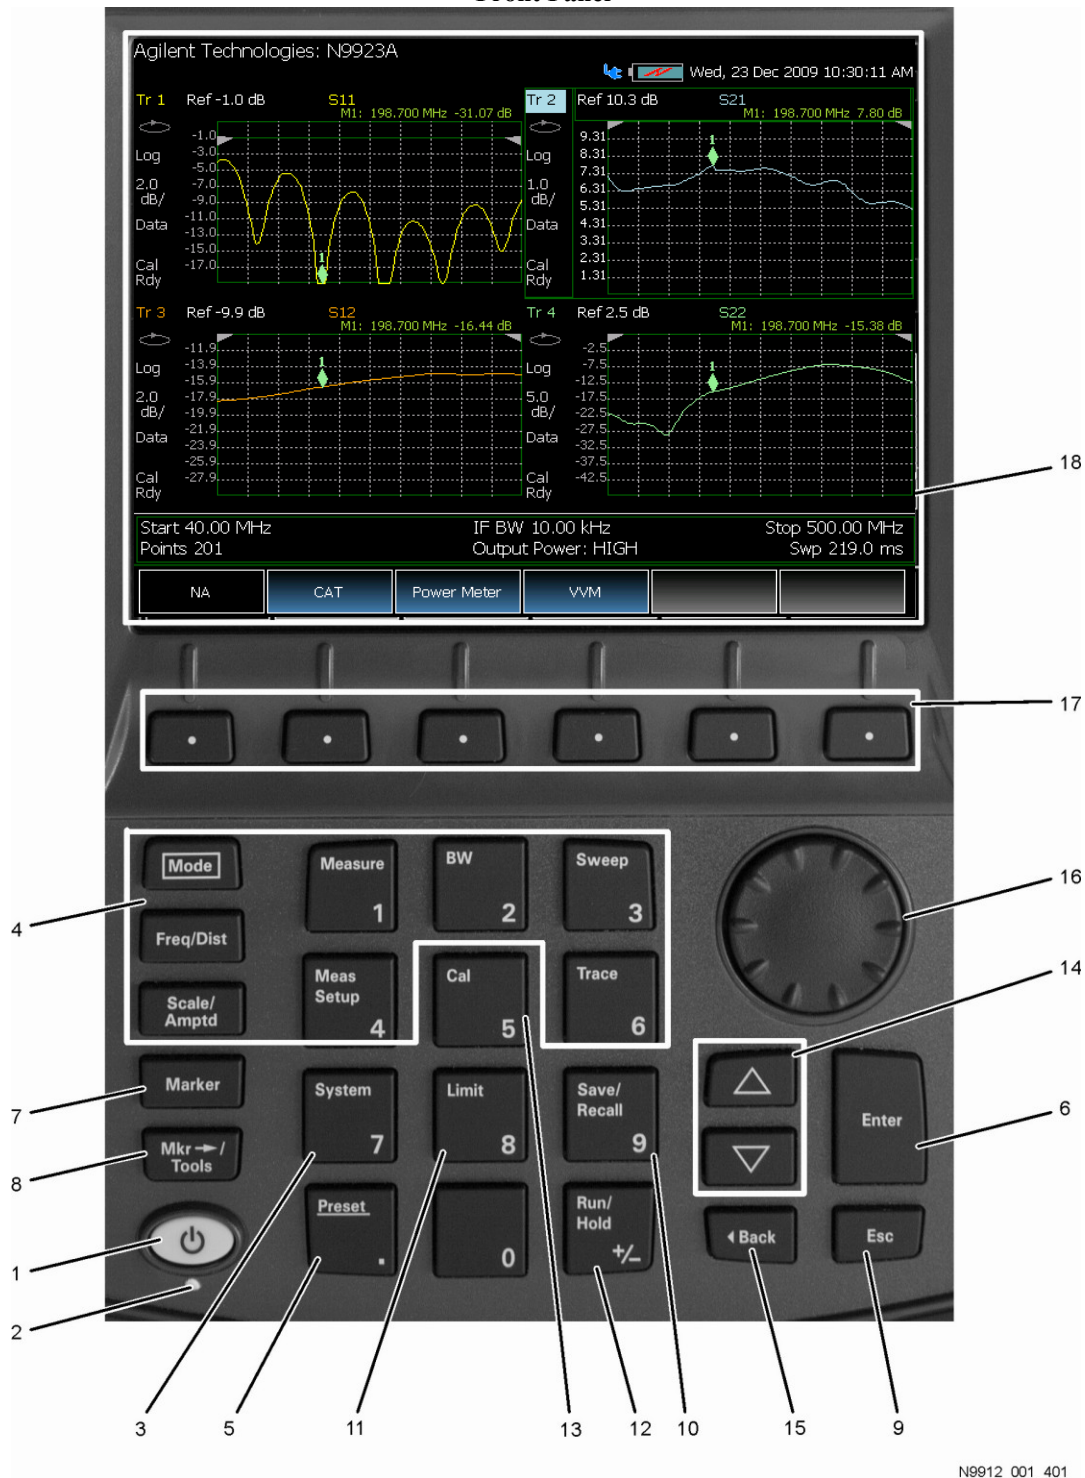 Front Panel
Agilent Technologies: N9923A
Wed, 23 Dec 2009 10:30:11 AM
Tr 1 Ref -1.0 dB S11
M1: 198.700 MHz -31.07 dB
Log
2.0
dB/
Data
Cal
Rdy
-1.0
-3.0
-5.0
-7.0
-9.0
-11.0
-13.0
-15.0
-17.0
1
Tr 2 Ref 10.3 dB S21
M1: 198.700 MHz 7.80 dB
Log
1.0
dB/
Data
Cal
Rdy
9.31
8.31
7.31
6.31
5.31
4.31
3.31
2.31
1.31
1
Tr 3 Ref -9.9 dB S12
M1: 198.700 MHz -16.44 dB
Log
2.0
dB/
Data
Cal
Rdy
-11.9
-13.9
-15.9
-17.9
-19.9
-21.9
-23.9
-25.9
-27.9
1
Tr 4 Ref 2.5 dB S22
M1: 198.700 MHz -15.38 dB
Log
5.0
dB/
Data
Cal
Rdy
-2.5
-7.5
-12.5
-17.5
-22.5
-27.5
-32.5
-37.5
-42.5
1
Start 40.00 MHz IF BW 10.00 kHz Stop 500.00 MHz
Points 201 Output Power: HIGH Swp 219.0 ms
NA CAT Power Meter VVM
18
17
Mode
Measure
1
BW
2
Sweep
3
16
4
Freq/Dist
Meas
Setup
4
Cal
5
Trace
6
14
Scale/
Amptd
Marker
System
7
Limit
8
Save/
Recall
9
Enter
6
7
Mkr→/
Tools
8
Preset
.
0
Run/
Hold
+/-
Back
Esc
1
2
3
5
11
13
12
10
15
9
N9912_001_401